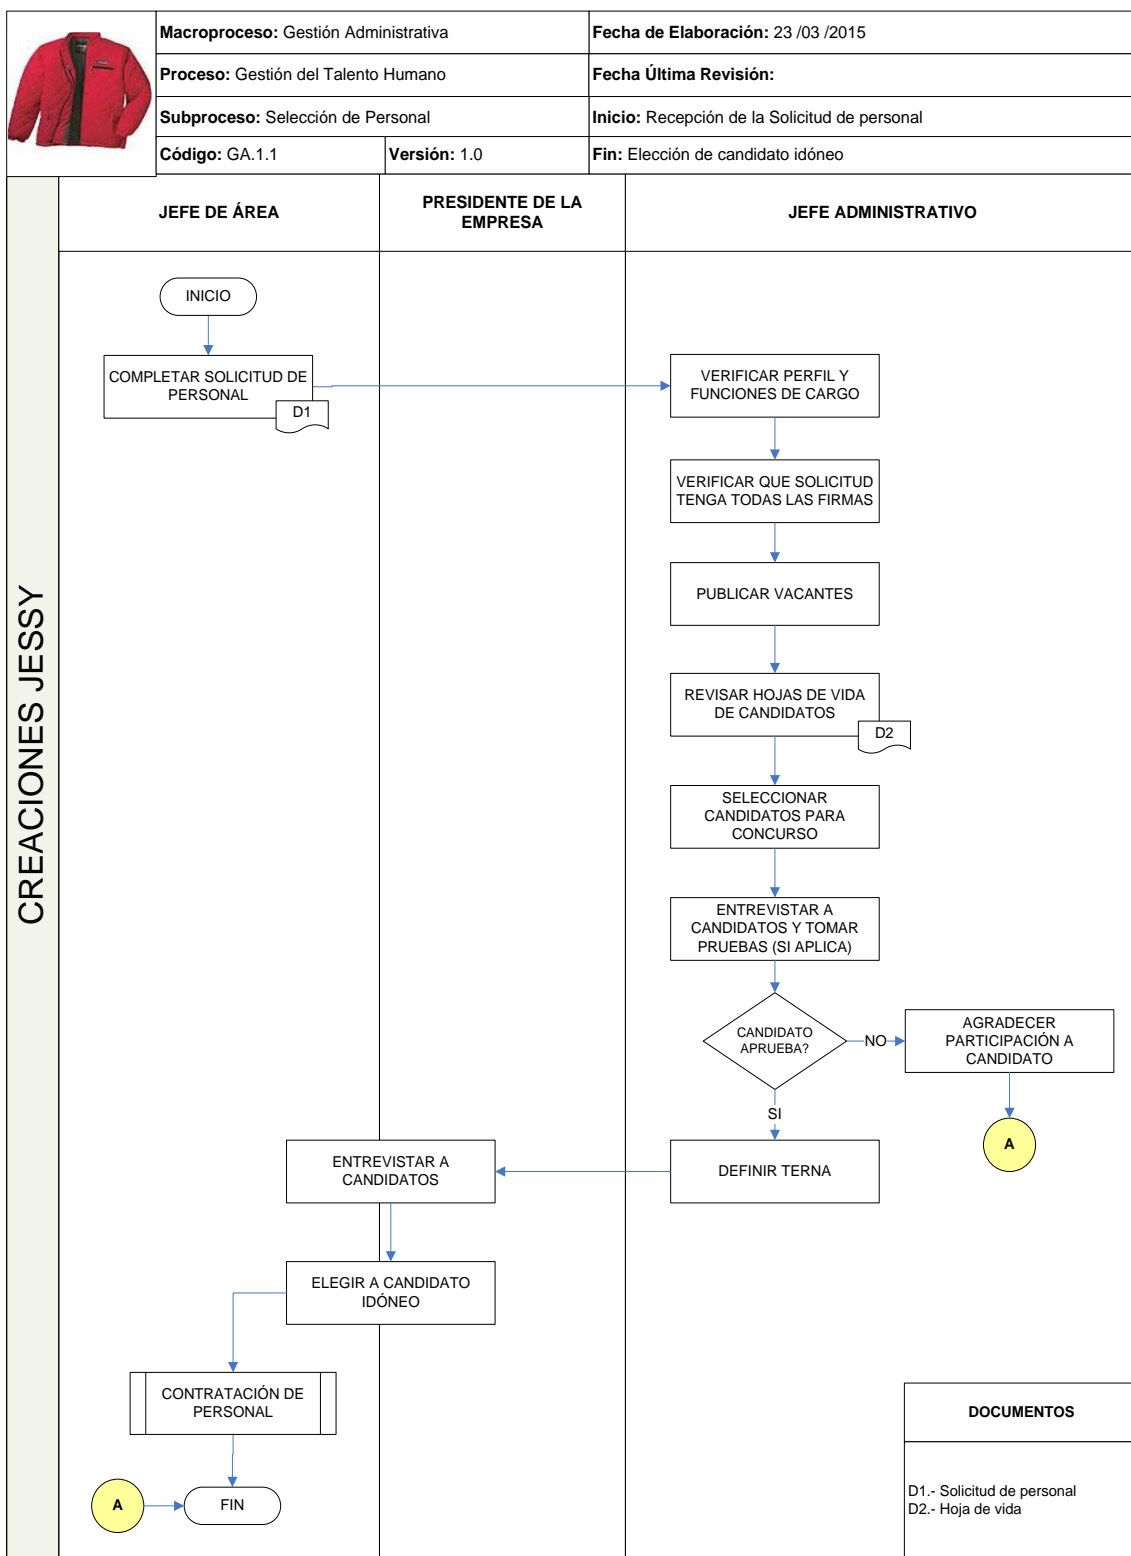 Macroproceso: Gestión Administrativa
Fecha de Elaboración: 23 /03 /2015
Proceso: Gestión del Talento Humano
Fecha Última Revisión:
Subproceso: Selección de Personal
Inicio: Recepción de la Solicitud de personal
Código: GA.1.1
Versión: 1.0
Fin: Elección de candidato idóneo
CREACIONES JESSY
JEFE DE ÁREA
PRESIDENTE DE LA
EMPRESA
JEFE ADMINISTRATIVO
INICIO
COMPLETAR SOLICITUD DE
PERSONAL
D1
VERIFICAR PERFIL Y
FUNCIONES DE CARGO
VERIFICAR QUE SOLICITUD
TENGA TODAS LAS FIRMAS
PUBLICAR VACANTES
REVISAR HOJAS DE VIDA
DE CANDIDATOS
D2
SELECCIONAR
CANDIDATOS PARA
CONCURSO
ENTREVISTAR A
CANDIDATOS Y TOMAR
PRUEBAS (SI APLICA)
CANDIDATO
APRUEBA?
NO
AGRADECER
PARTICIPACIÓN A
CANDIDATO
SI
A
DEFINIR TERNA
ENTREVISTAR A
CANDIDATOS
ELEGIR A CANDIDATO
IDÓNEO
CONTRATACIÓN DE
PERSONAL
A
FIN
DOCUMENTOS
D1.- Solicitud de personal
D2.- Hoja de vida